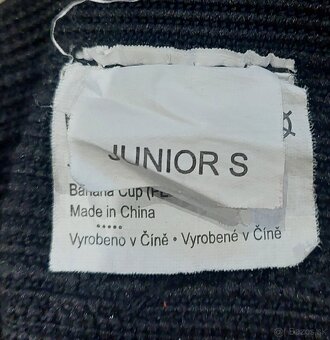 JUNIOR S
Banana Cup
Made in China
Vyrobeno v Číně • Vyrobené v Číně
Bazos.sk